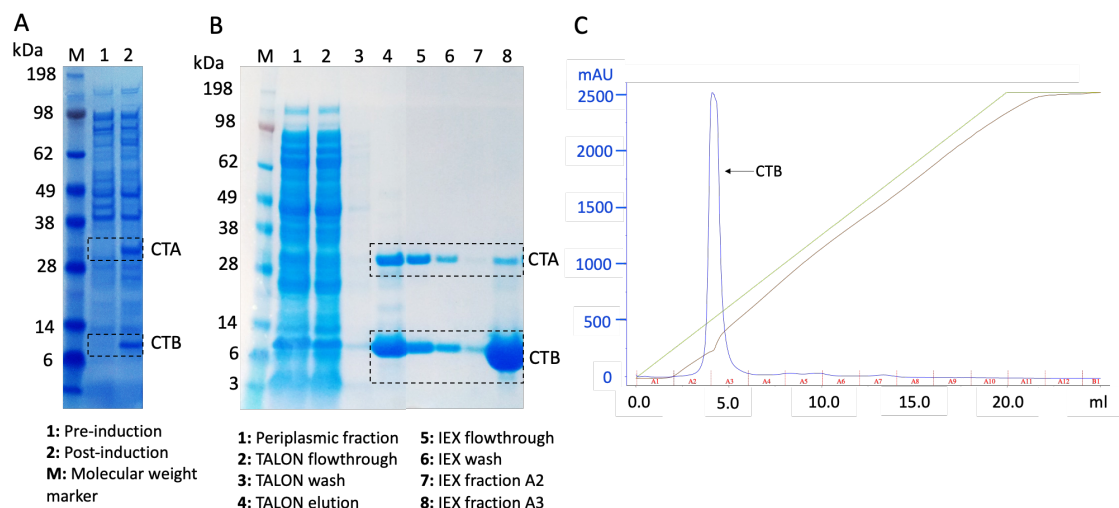 A
kDa
M 1 2
198
98
62
49
38
28
14
6
CTA
CTB
1: Pre-induction
2: Post-induction
M: Molecular weight
marker
B
kDa
M 1 2 3 4 5 6 7 8
198
98
62
49
38
28
14
6
3
CTA
CTB
1: Periplasmic fraction
2: TALON flowthrough
3: TALON wash
4: TALON elution
5: IEX flowthrough
6: IEX wash
7: IEX fraction A2
8: IEX fraction A3
C
mAU
2500
2000
1500
1000
500
0
CTB
A1 A2 A3 A4 A5 A6 A7 A8 A9 A10 A11 A12 B1
0.0 5.0 10.0 15.0 20.0 ml